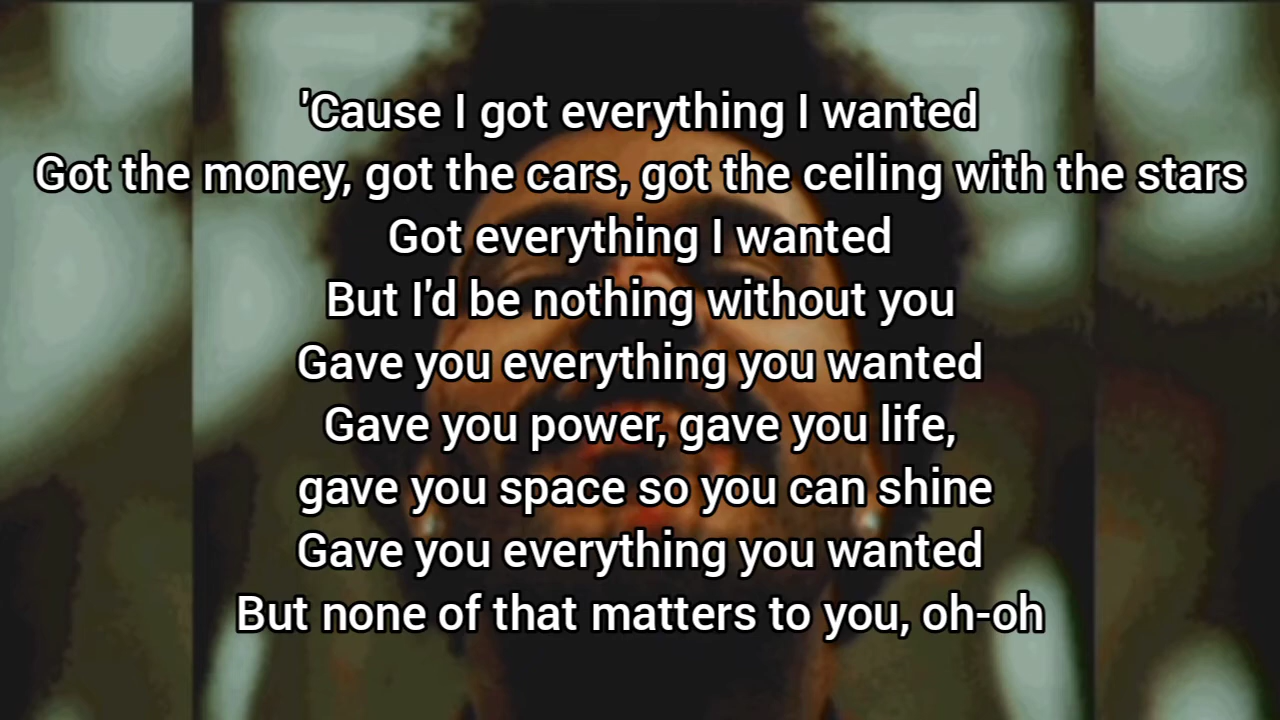 'Cause I got everything I wanted
Got the money, got the cars, got the ceiling with the stars
Got everything I wanted
But I'd be nothing without you
Gave you everything you wanted
Gave you power, gave you life,
gave you space so you can shine
Gave you everything you wanted
But none of that matters to you, oh-oh